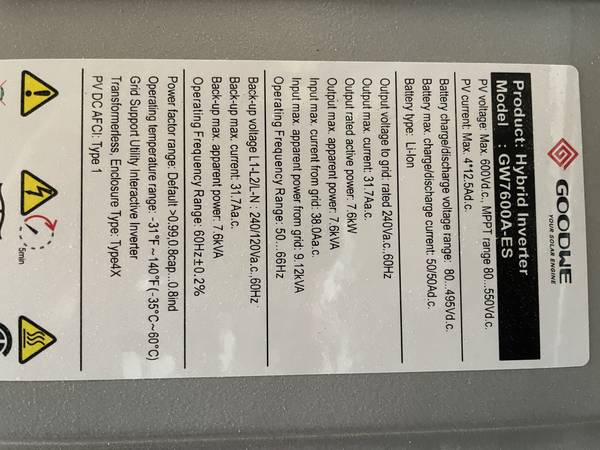 GOODWE
YOUR SOLAR ENGINE
Product: Hybrid Inverter
Model : GW7600A-ES
PV voltage: Max. 600Vd.c., MPPT range 80...550Vd.c.
PV current: Max. 4*12.5Ad.c.
Battery charge/discharge voltage range: 80...495Vd.c.
Battery max. charge/discharge current: 50/50Ad.c.
Battery type: Li-Ion
Output voltage to grid: rated 240Va.c.,60Hz
Output max. current: 31.7Aa.c.
Output rated active power: 7.6kW
Output max. apparent power: 7.6kVA
Input max. current from grid: 38.0Aa.c.
Input max. apparent power from grid: 9.12kVA
Operating Frequency Range: 50...66Hz
Back-up voltage L1-L2/L-N : 240/120Va.c.,60Hz
Back-up max. current: 31.7Aa.c.
Back-up max. apparent power: 7.6KVA
Operating Frequency Range: 60Hz±0.2%
Power factor range: Default >0.99,0.8cap...0.8ind
Operating temperature range: -31°F~140°F(-35°C~60°C)
Grid Support Utility Interactive Inverter
Transformerless, Enclosure Type: Type4X
PV DC AFCI: Type 1
5min